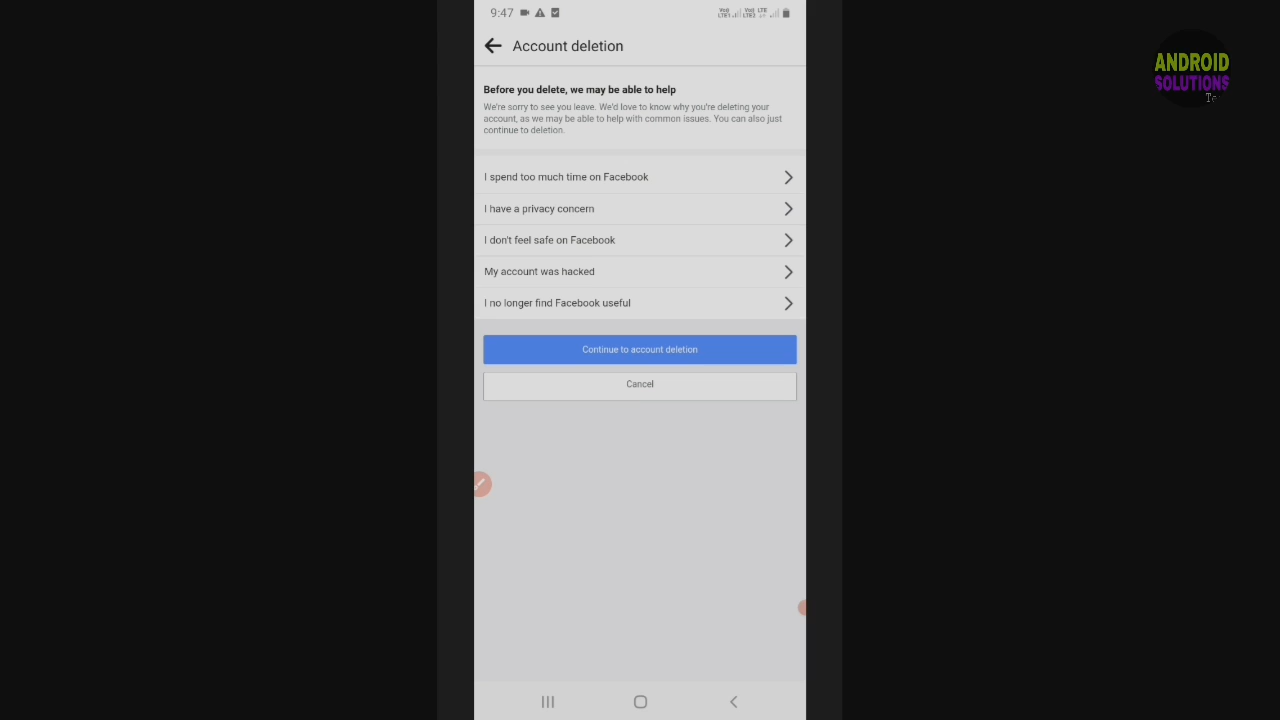 9:47
Account deletion
Before you delete, we may be able to help
We're sorry to see you leave. We'd love to know why you're deleting your
account, as we may be able to help with common issues. You can also just
continue to deletion.
I spend too much time on Facebook
I have a privacy concern
I don't feel safe on Facebook
My account was hacked
I no longer find Facebook useful
Continue to account deletion
Cancel
ANDROID
SOLUTIONS